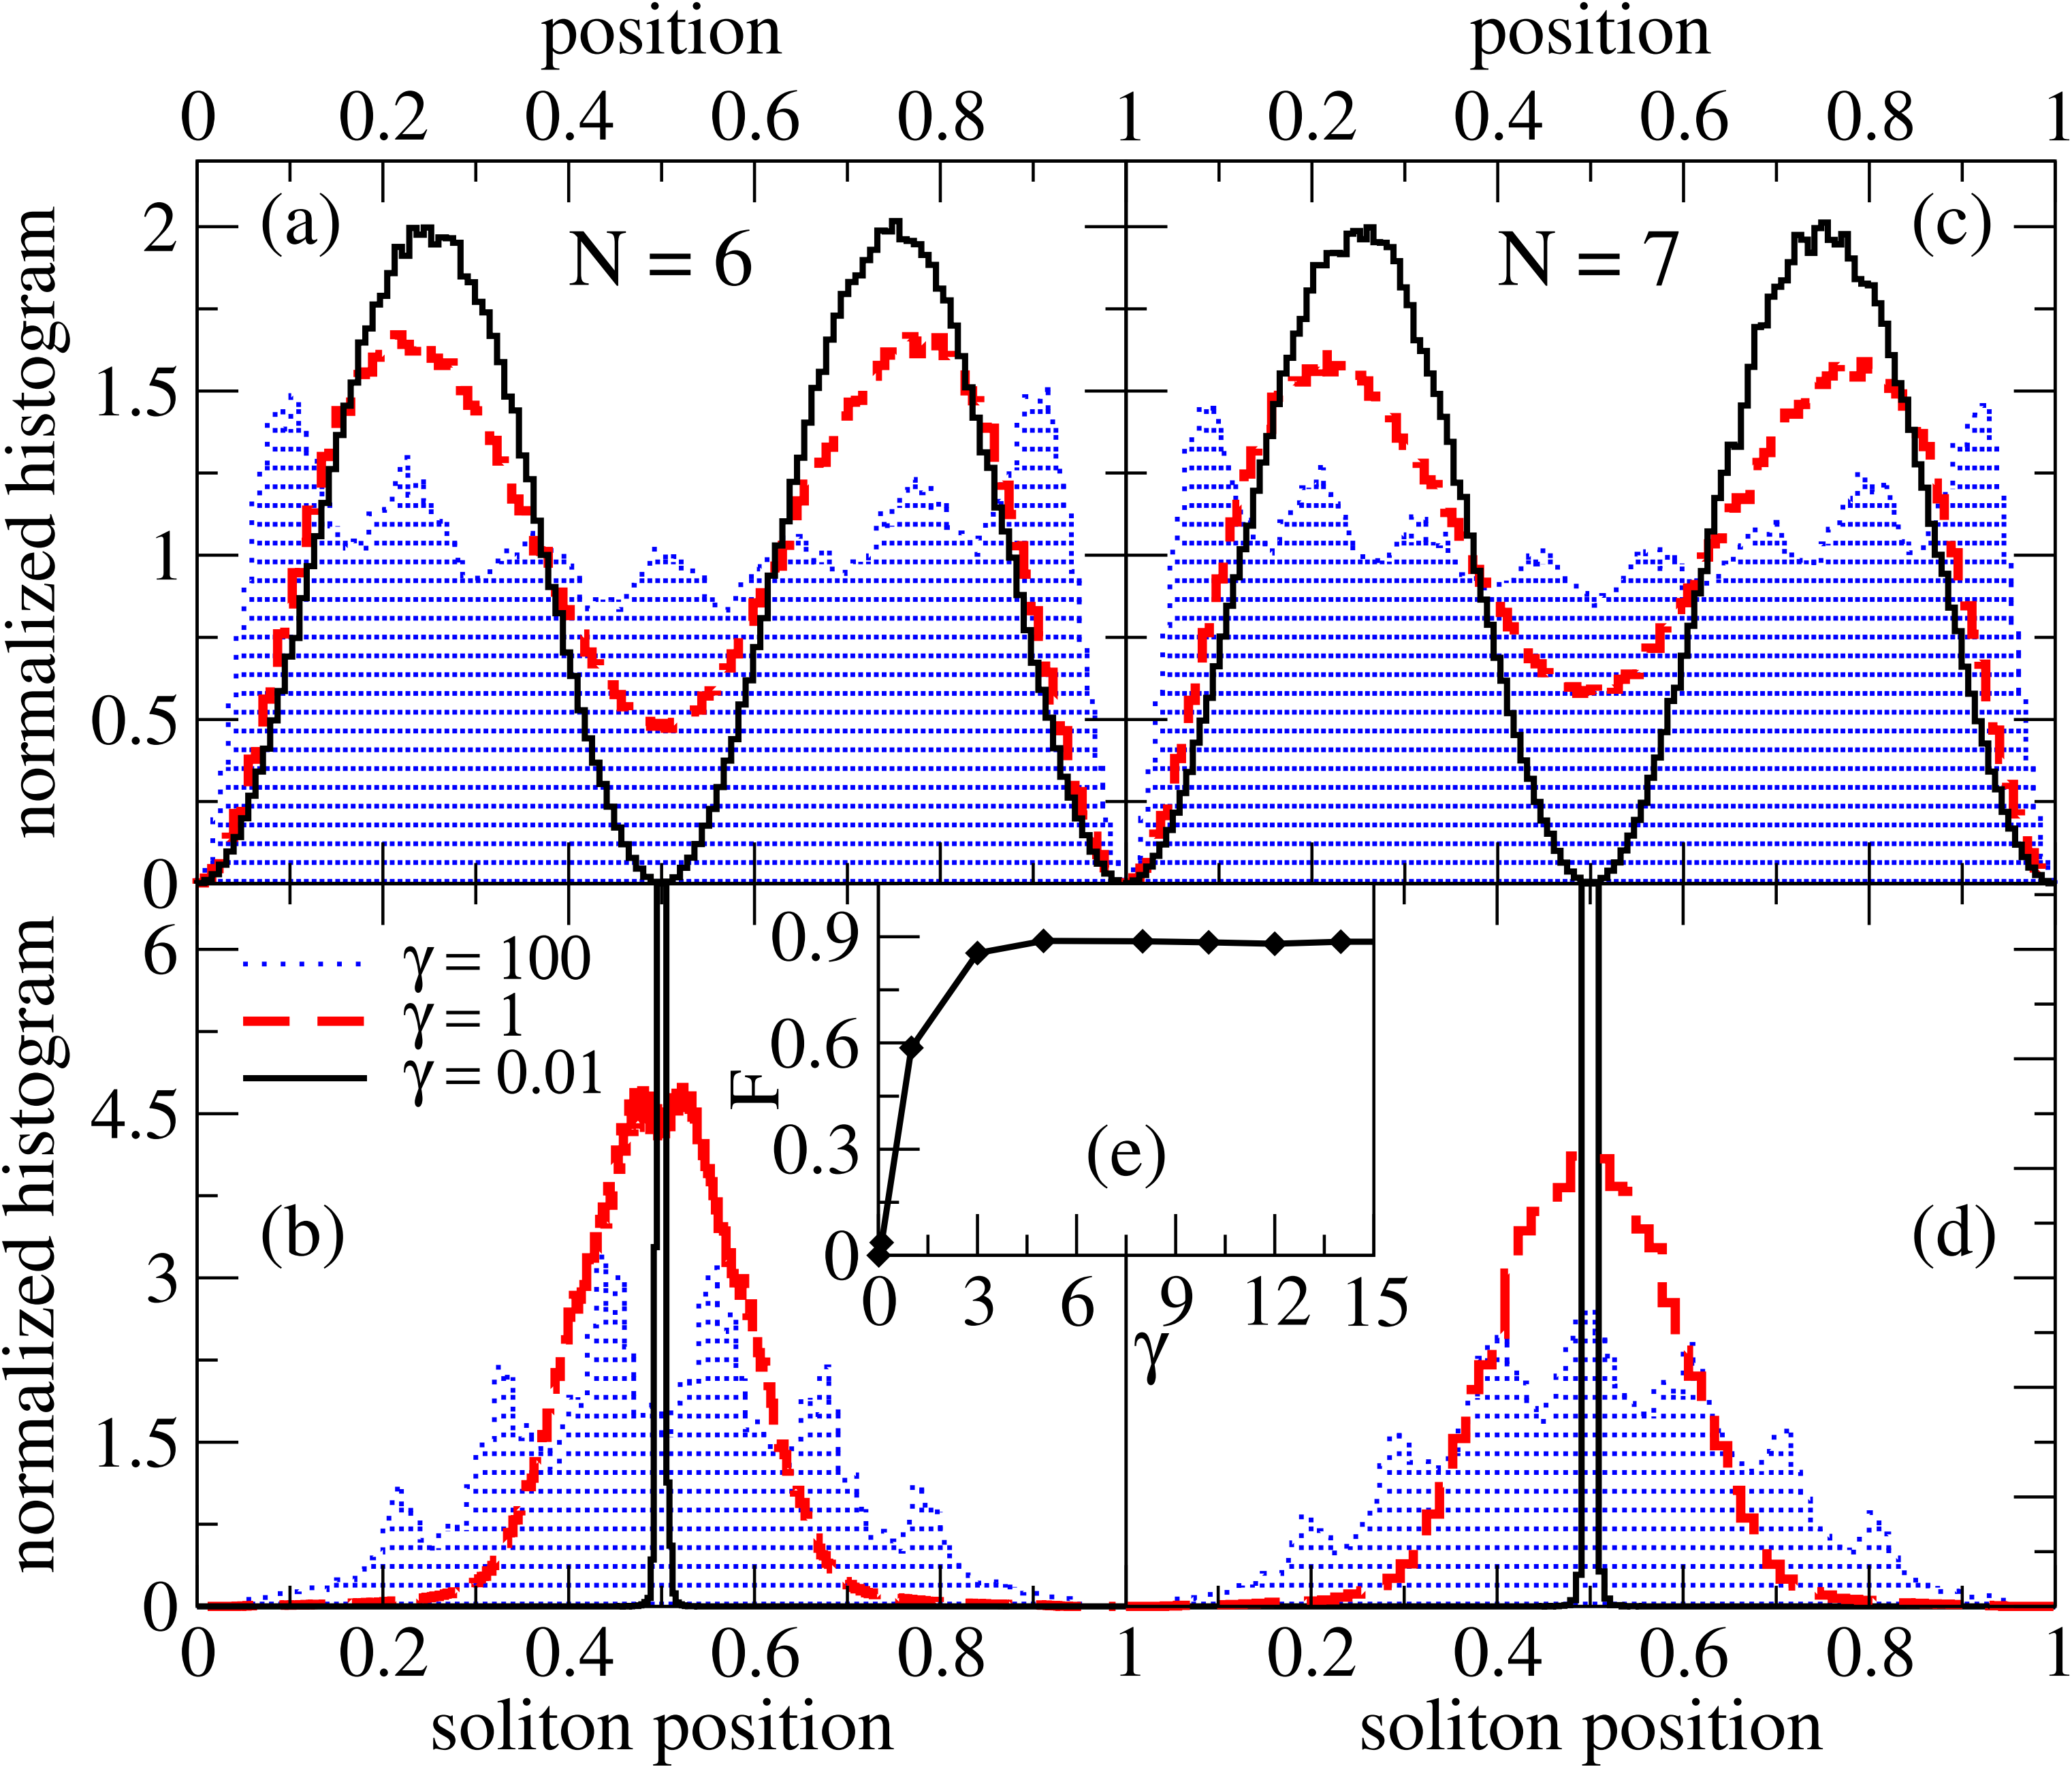 position position
0 0.2 0.4 0.6 0.8 1 0.2 0.4 0.6 0.8 1
normalized histogram
2
1.5
1
0.5
0
(a)
N = 6
(c)
N = 7
normalized histogram
6
4.5
3
1.5
0
γ = 100
γ = 1
γ = 0.01
(b)
F
0.9
0.6
0.3
0
(e)
0 3 6 9 12 15
γ
(d)
0 0.2 0.4 0.6 0.8 1 0.2 0.4 0.6 0.8 1
soliton position soliton position